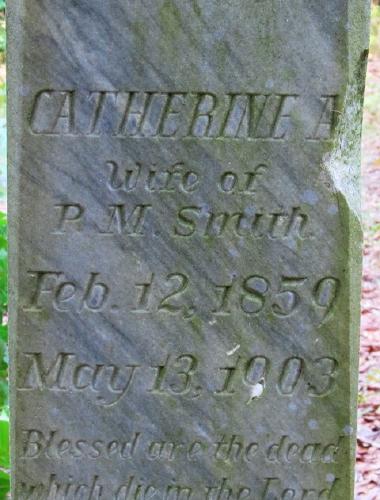 CATHERINE A
Wife of
P. M. Smith.
Feb. 12, 1859
May 13, 1903
Blessed are the dead
which die in the Lord